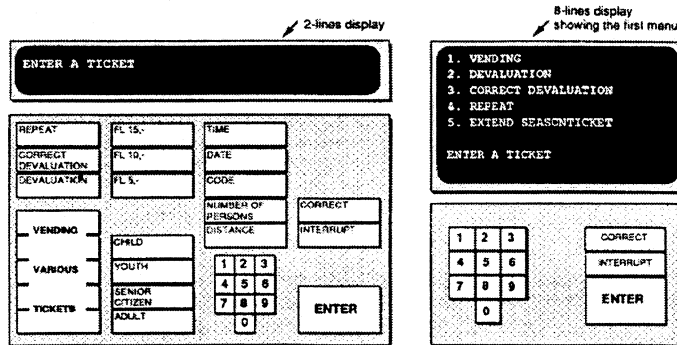 2-lines display
ENTER A TICKET
REPEAT
CORRECT
DEVALUATION
DEVALUATION
FL 15,-
FL 10,-
FL 5,-
TIME
DATE
CODE
NUMBER OF
PERSONS
DISTANCE
CORRECT
INTERRUPT
VENDING
VARIOUS
TICKETS
CHILD
YOUTH
SENIOR
CITIZEN
ADULT
1 2 3
4 5 6
7 8 9
0
ENTER
8-lines display
showing the first menu
1. VENDING
2. DEVALUATION
3. CORRECT DEVALUATION
4. REPEAT
5. EXTEND SEASCNTICKET
ENTER A TICKET
1 2 3
4 5 6
7 8 9
0
CORRECT
INTERRUPT
ENTER